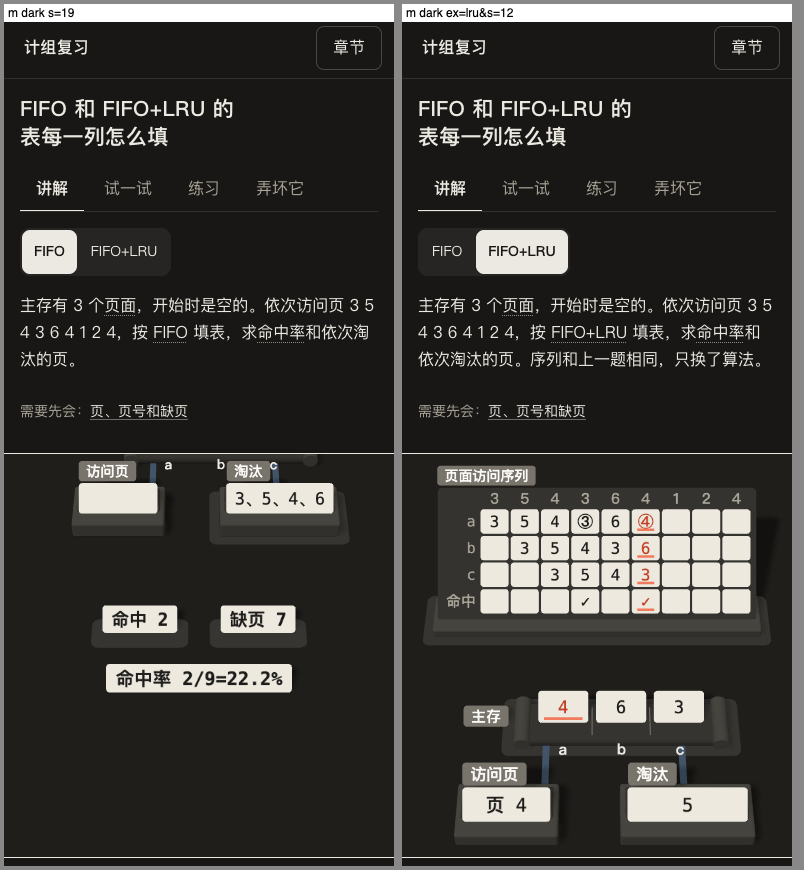 m dark s=19
计组复习
章节
FIFO 和 FIFO+LRU 的
表每一列怎么填
讲解 试一试 练习 弄坏它
FIFO FIFO+LRU
主存有 3 个页面，开始时是空的。依次访问页 3 5
4 3 6 4 1 2 4，按 FIFO 填表，求命中率和依次淘
汰的页。
需要先会：页、页号和缺页
a b c
访问页 淘汰
3、5、4、6
命中 2 缺页 7
命中率 2/9=22.2%
m dark ex=lru&s=12
计组复习
章节
FIFO 和 FIFO+LRU 的
表每一列怎么填
讲解 试一试 练习 弄坏它
FIFO FIFO+LRU
主存有 3 个页面，开始时是空的。依次访问页 3 5
4 3 6 4 1 2 4，按 FIFO+LRU 填表，求命中率和
依次淘汰的页。序列和上一题相同，只换了算法。
需要先会：页、页号和缺页
页面访问序列
3 5 4 3 6 4 1 2 4
a 3 5 4 ③ 6 ④
b 3 5 4 3 6
c 3 5 4 3
命中 ✓ ✓
主存 4 6 3
a b c
访问页 淘汰
页 4 5